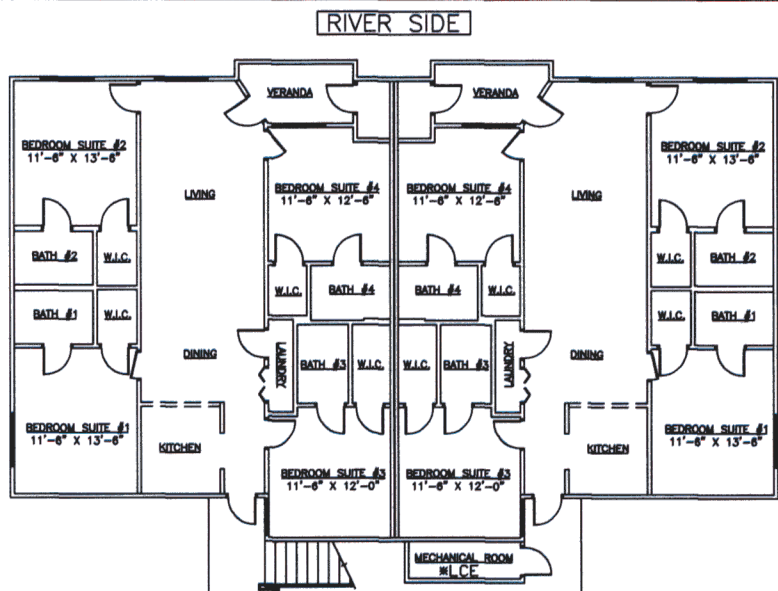 RIVER SIDE
VERANDA
VERANDA
BEDROOM SUITE #2
11'-6" X 13'-6"
BEDROOM SUITE #2
11'-6" X 13'-6"
LIVING
BEDROOM SUITE #4
11'-6" X 12'-6"
BEDROOM SUITE #4
11'-6" X 12'-6"
LIVING
BATH #2
W.I.C.
W.I.C.
BATH #4
BATH #4
W.I.C.
W.I.C.
BATH #2
BATH #1
W.I.C.
W.I.C.
BATH #1
DINING
LAUNDRY
BATH #3
W.I.C.
W.I.C.
BATH #3
LAUNDRY
DINING
BEDROOM SUITE #1
11'-6" X 13'-6"
KITCHEN
BEDROOM SUITE #3
11'-6" X 12'-0"
BEDROOM SUITE #3
11'-6" X 12'-0"
KITCHEN
BEDROOM SUITE #1
11'-6" X 13'-6"
MECHANICAL ROOM
*LCE